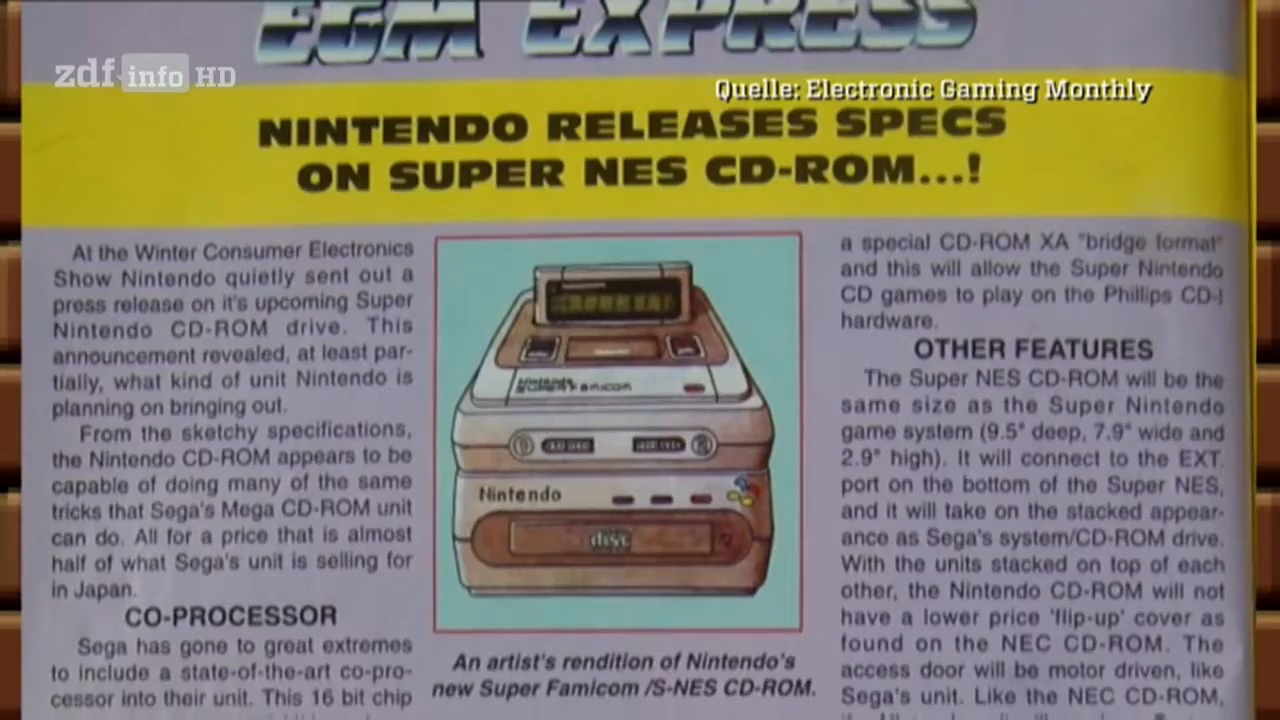 EGM EXPRESS
zdf info HD
Quelle: Electronic Gaming Monthly
NINTENDO RELEASES SPECS
ON SUPER NES CD-ROM...!
At the Winter Consumer Electronics
Show Nintendo quietly sent out a
press release on it's upcoming Super
Nintendo CD-ROM drive. This
announcement revealed, at least par-
tially, what kind of unit Nintendo is
planning on bringing out.
From the sketchy specifications,
the Nintendo CD-ROM appears to be
capable of doing many of the same
tricks that Sega's Mega CD-ROM unit
can do. All for a price that is almost
half of what Sega's unit is selling for
in Japan.
CO-PROCESSOR
Sega has gone to great extremes
to include a state-of-the-art co-pro-
cessor into their unit. This 16 bit chip
Nintendo
SUPER FAMICOM
Nintendo
disc
An artist's rendition of Nintendo's
new Super Famicom /S-NES CD-ROM.
a special CD-ROM XA "bridge format"
and this will allow the Super Nintendo
CD games to play on the Phillips CD-I
hardware.
OTHER FEATURES
The Super NES CD-ROM will be the
same size as the Super Nintendo
game system (9.5" deep, 7.9" wide and
2.9" high). It will connect to the EXT.
port on the bottom of the Super NES,
and it will take on the stacked appear-
ance as Sega's system/CD-ROM drive.
With the units stacked on top of each
other, the Nintendo CD-ROM will not
have a lower price 'flip-up' cover as
found on the NEC CD-ROM. The
access door will be motor driven, like
Sega's unit. Like the NEC CD-ROM,